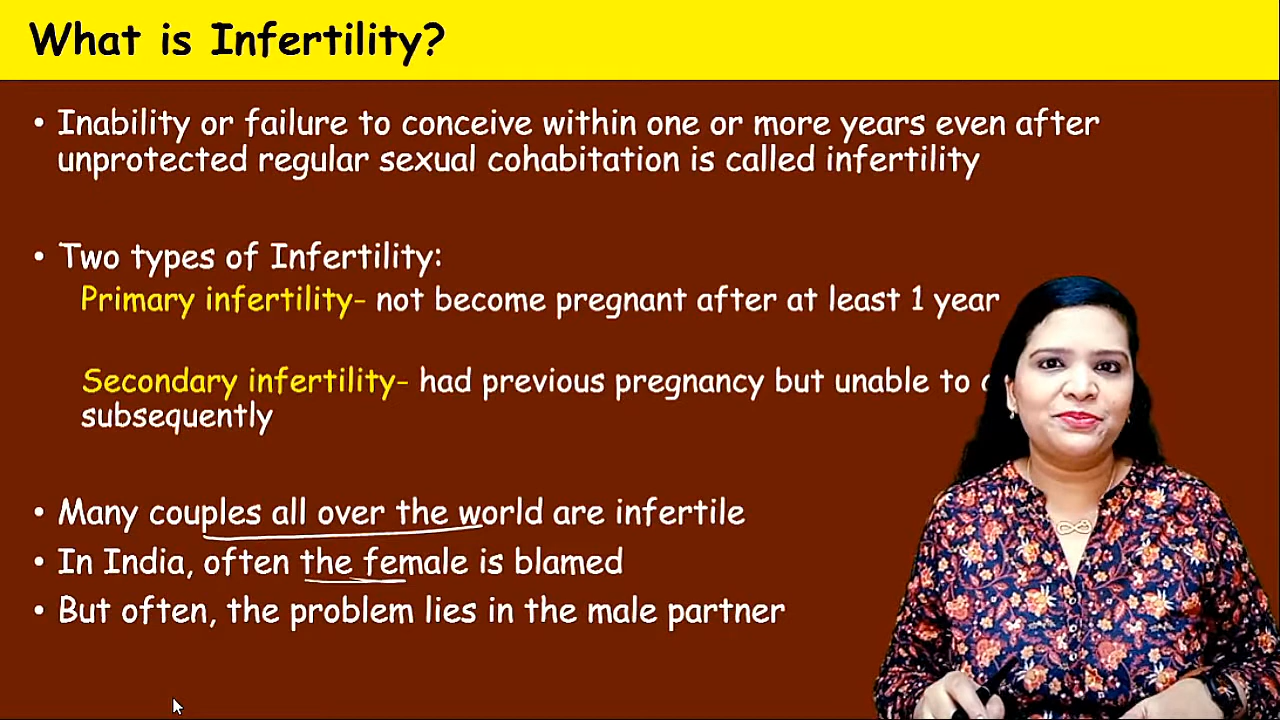 What is Infertility?
• Inability or failure to conceive within one or more years even after
unprotected regular sexual cohabitation is called infertility
• Two types of Infertility:
Primary infertility- not become pregnant after at least 1 year
Secondary infertility- had previous pregnancy but unable to
subsequently
• Many couples all over the world are infertile
• In India, often the female is blamed
• But often, the problem lies in the male partner